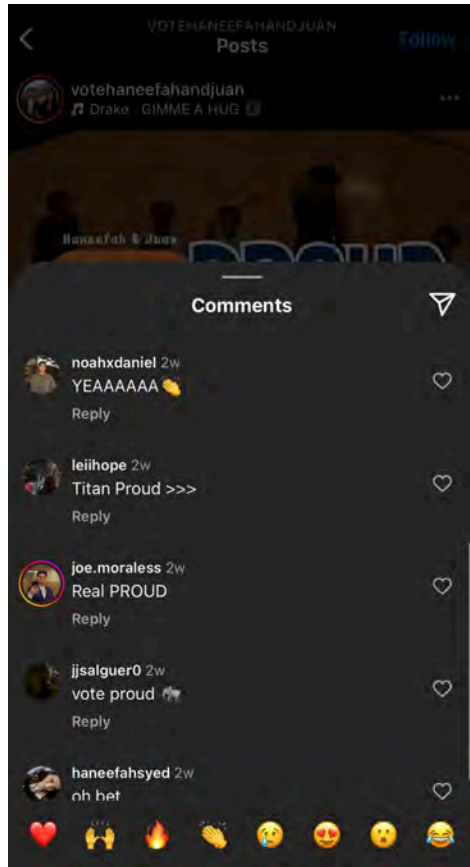 VOTEHANEEFAHANDJUAN
Posts
Follow
votehaneefahandjuan
Drake · GIMME A HUG
Haneefah & Juan
PROUD
Comments
noahxdaniel 2w
YEAAAAAA👏
Reply
leiihope 2w
Titan Proud >>>
Reply
joe.moraless 2w
Real PROUD
Reply
jjsalguer0 2w
vote proud 🐘
Reply
haneefahsyed 2w
oh bet